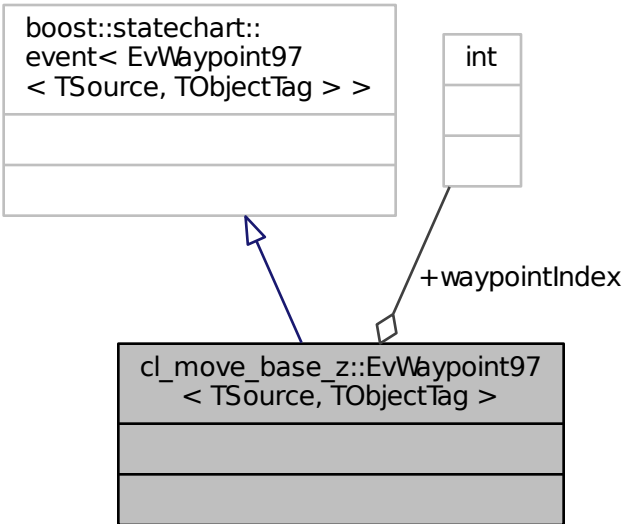 boost::statechart::
event< EvWaypoint97
< TSource, TObjectTag > >
int
+waypointIndex
cl_move_base_z::EvWaypoint97
< TSource, TObjectTag >